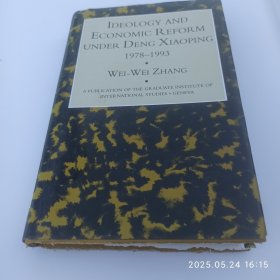 IDEOLOGY AND
ECONOMIC REFORM
UNDER DENG XIAOPING
1978–1993
WEI-WEI ZHANG
A PUBLICATION OF THE GRADUATE INSTITUTE OF
INTERNATIONAL STUDIES • GENEVA
2025.05.24 16:15